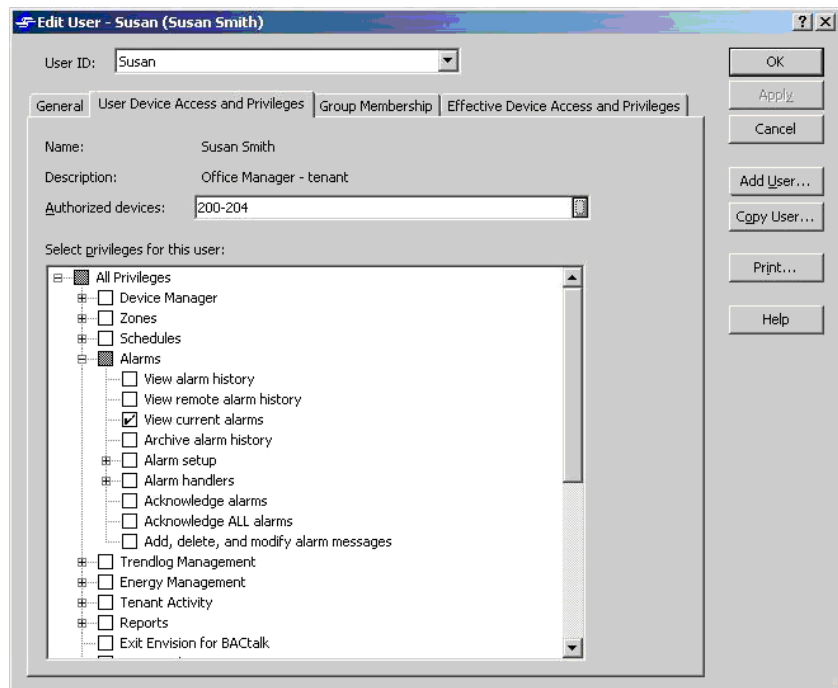 Edit User - Susan (Susan Smith)
User ID: Susan
OK
Apply
Cancel
Add User...
Copy User...
Print...
Help
General User Device Access and Privileges Group Membership Effective Device Access and Privileges
Name: Susan Smith
Description: Office Manager - tenant
Authorized devices: 200-204
Select privileges for this user:
All Privileges
Device Manager
Zones
Schedules
Alarms
View alarm history
View remote alarm history
View current alarms
Archive alarm history
Alarm setup
Alarm handlers
Acknowledge alarms
Acknowledge ALL alarms
Add, delete, and modify alarm messages
Trendlog Management
Energy Management
Tenant Activity
Reports
Exit Envision for BACtalk